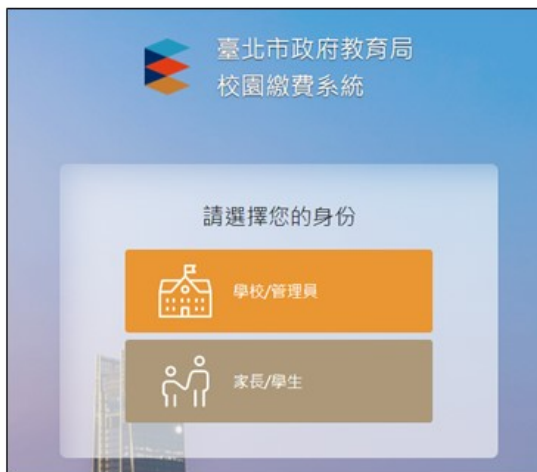 臺北市政府教育局
校園繳費系統
請選擇您的身份
學校/管理員
家長/學生